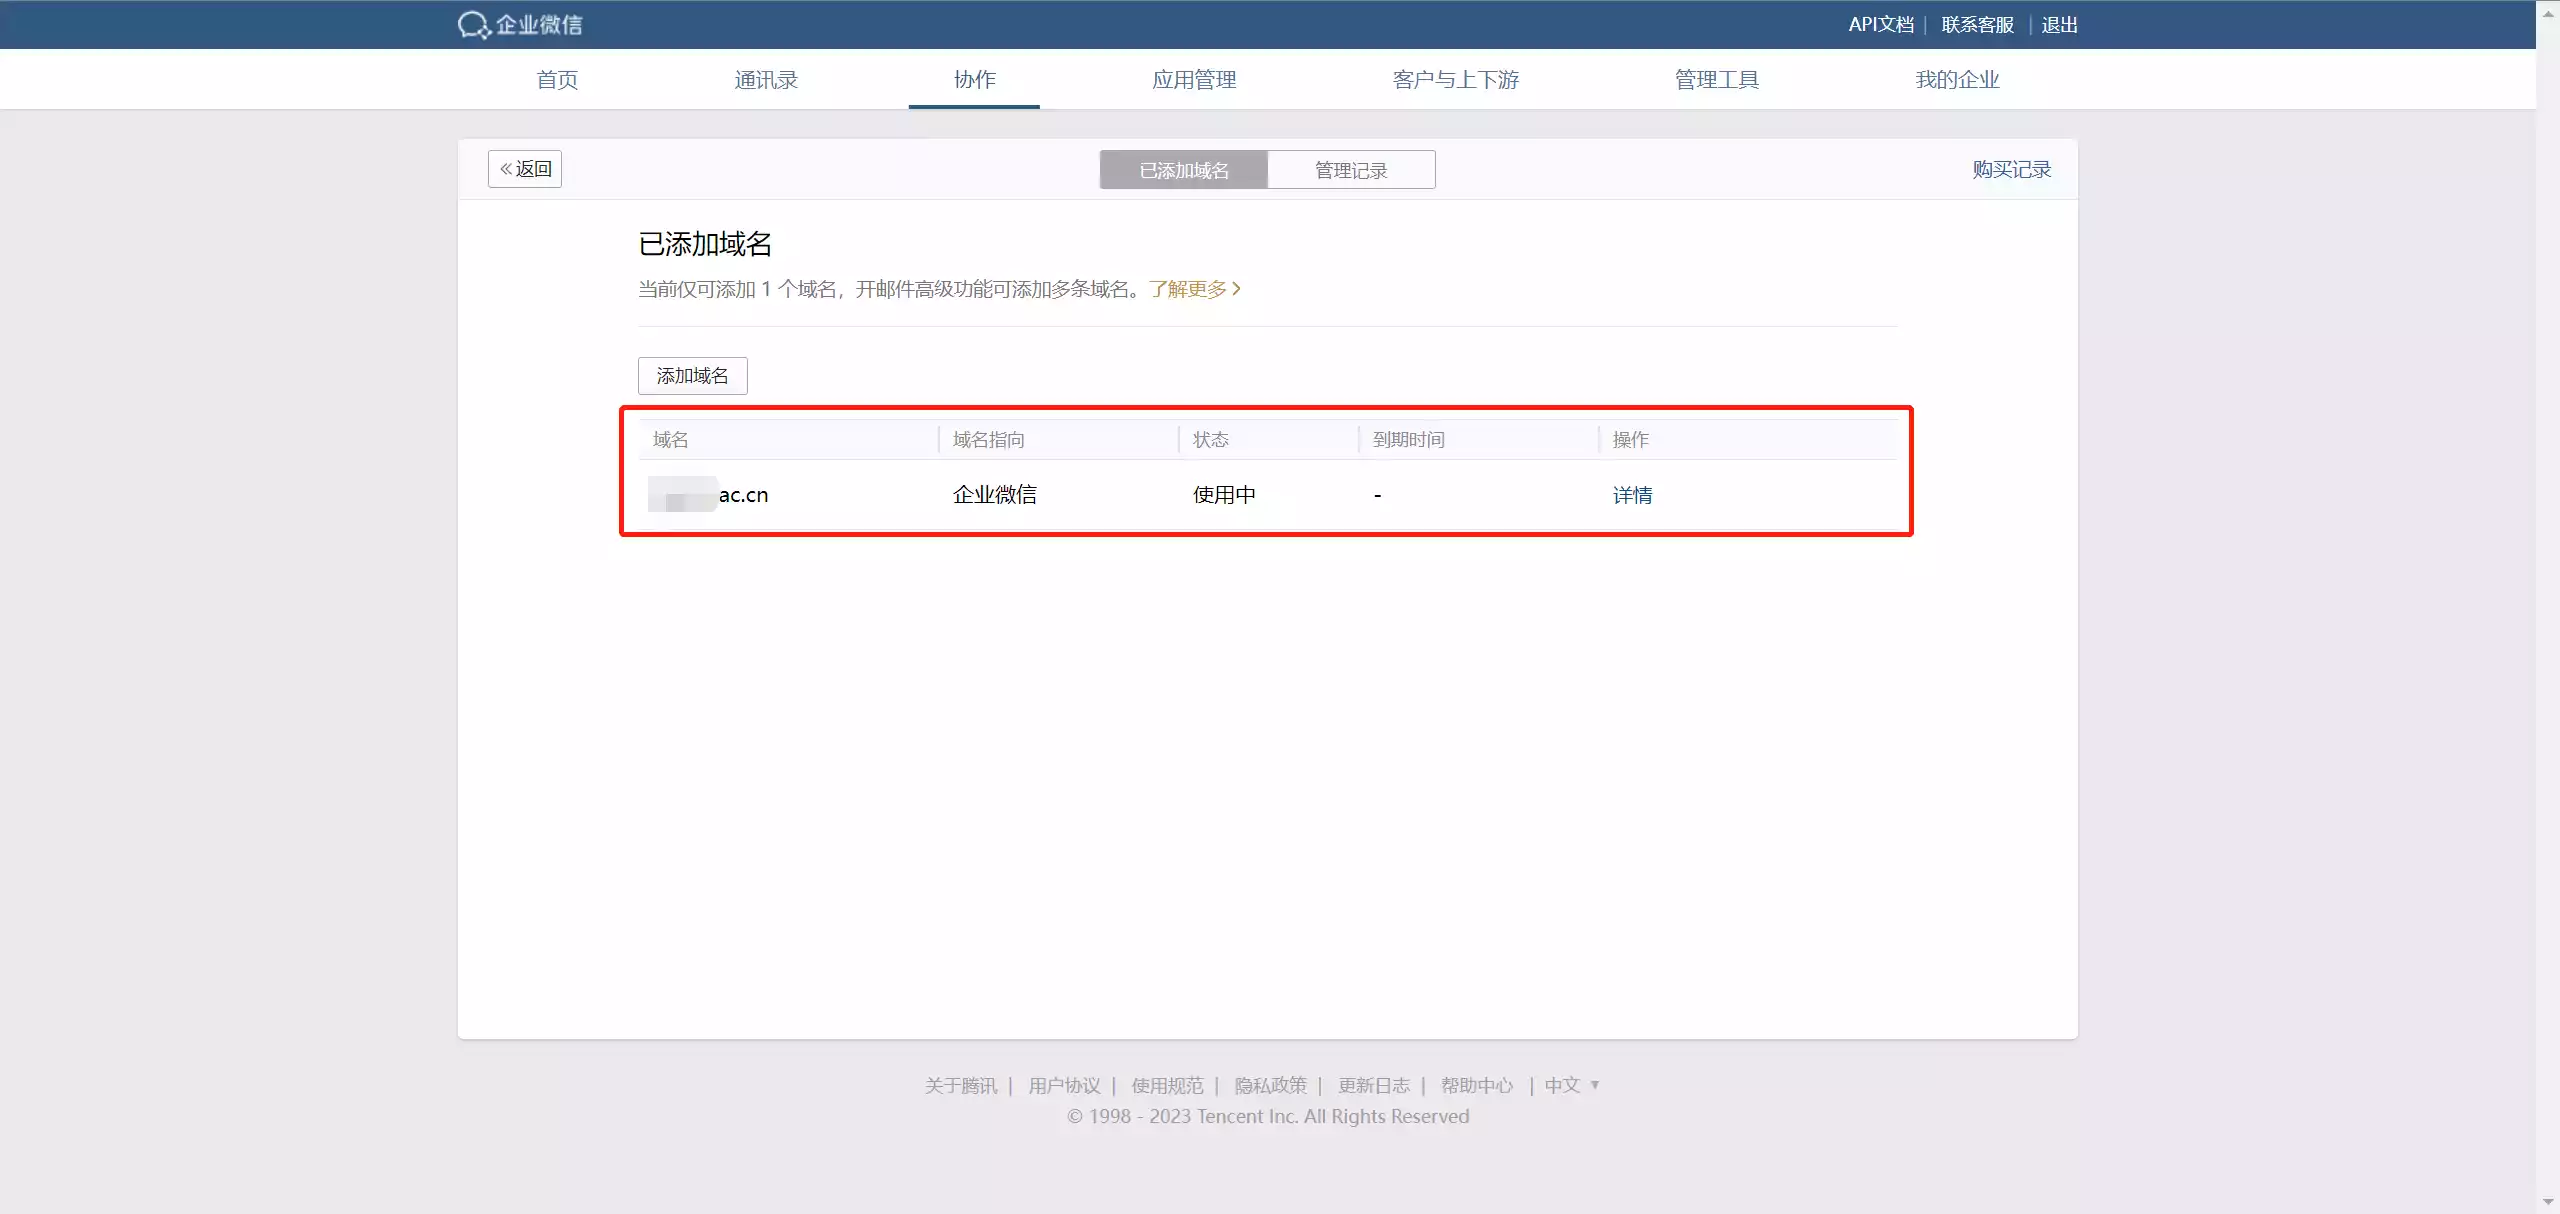 企业微信
API文档 | 联系客服 | 退出
首页 通讯录 协作 应用管理 客户与上下游 管理工具 我的企业
«返回 已添加域名 管理记录 购买记录
已添加域名
当前仅可添加 1 个域名，开邮件高级功能可添加多条域名。了解更多 >
添加域名
域名 域名指向 状态 到期时间 操作
ac.cn 企业微信 使用中 - 详情
关于腾讯 | 用户协议 | 使用规范 | 隐私政策 | 更新日志 | 帮助中心 | 中文 ▼
© 1998 - 2023 Tencent Inc. All Rights Reserved